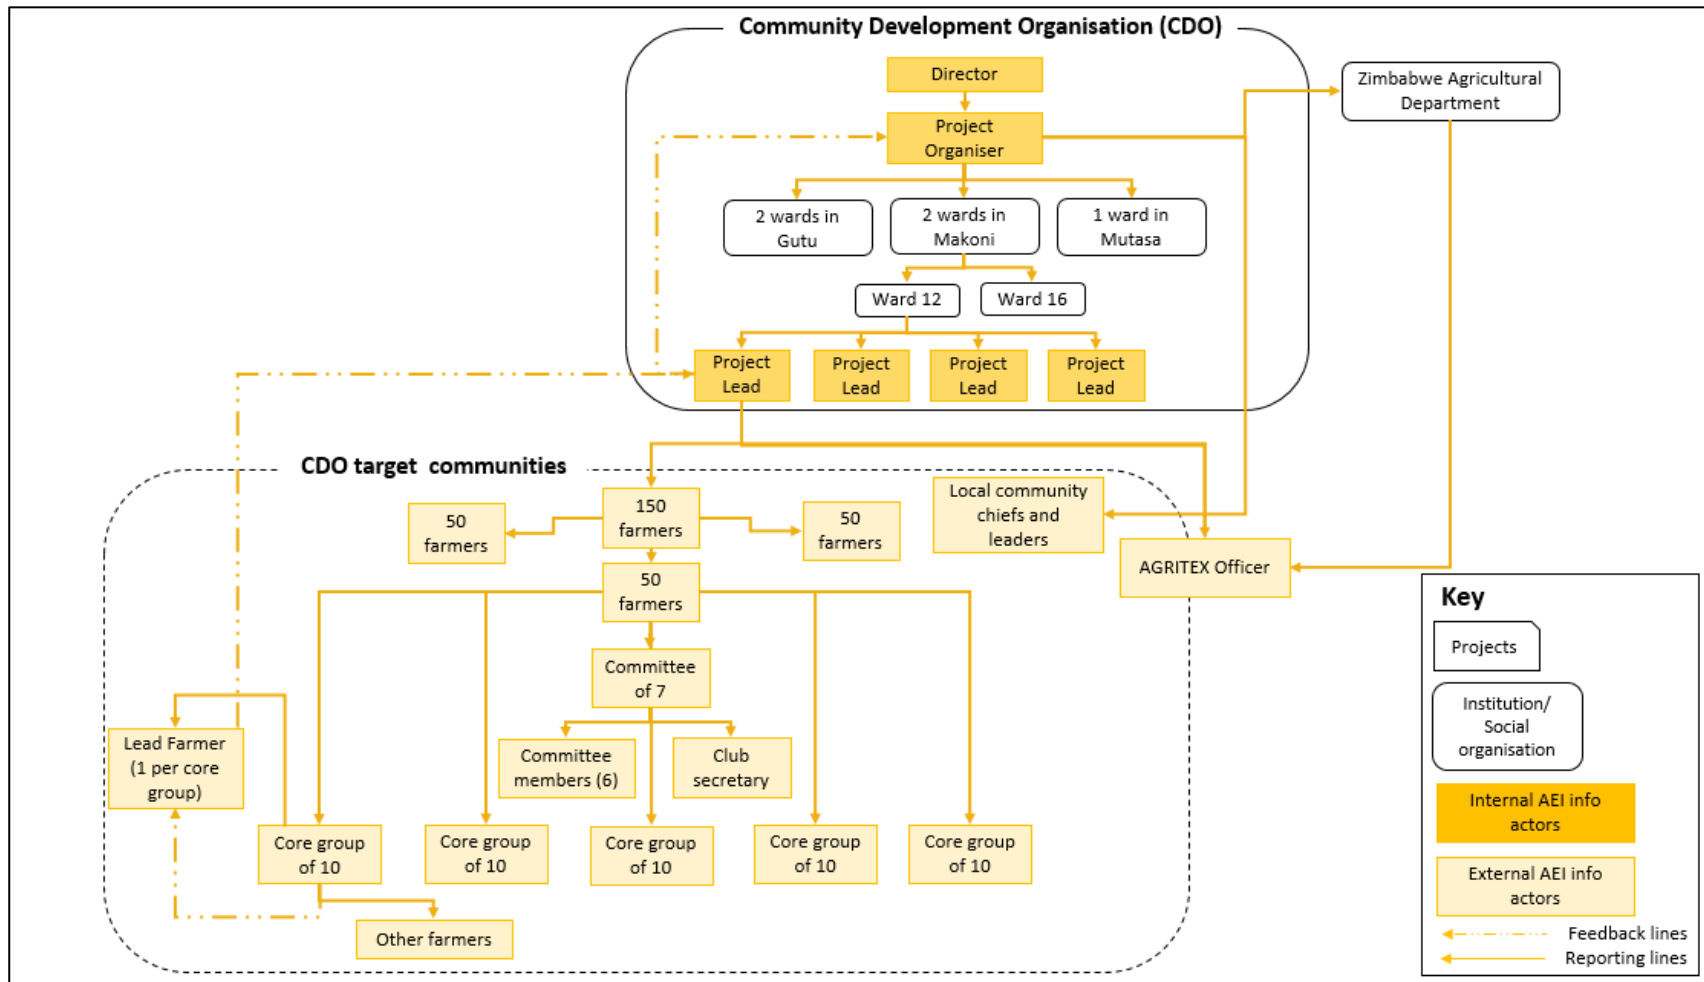 Community Development Organisation (CDO)
Director
Zimbabwe Agricultural
Department
Project
Organiser
2 wards in
Gutu
2 wards in
Makoni
1 ward in
Mutasa
Ward 12
Ward 16
Project
Lead
Project
Lead
Project
Lead
Project
Lead
CDO target communities
50
farmers
150
farmers
50
farmers
Local community
chiefs and
leaders
AGRITEX Officer
50
farmers
Committee
of 7
Committee
members (6)
Club
secretary
Lead Farmer
(1 per core
group)
Core group
of 10
Core group
of 10
Core group
of 10
Core group
of 10
Core group
of 10
Other farmers
Key
Projects
Institution/
Social
organisation
Internal AEI info
actors
External AEI info
actors
Feedback lines
Reporting lines